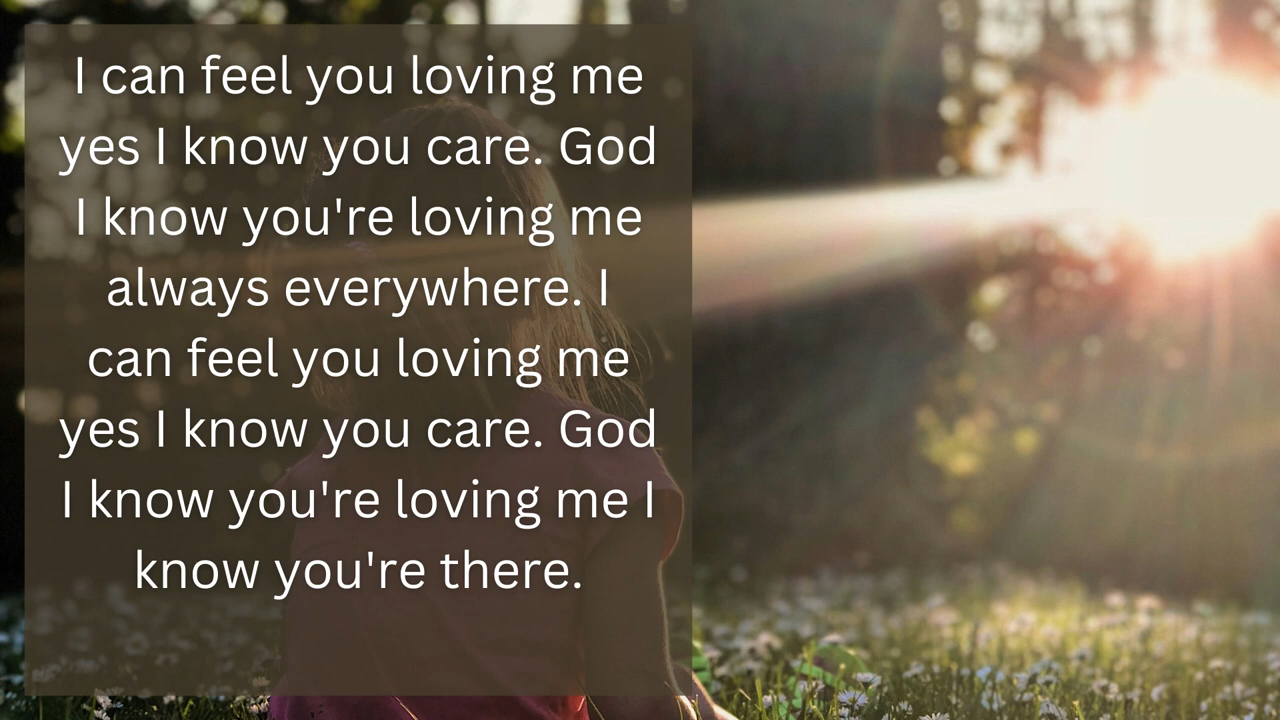 I can feel you loving me
yes I know you care. God
I know you're loving me
always everywhere. I
can feel you loving me
yes I know you care. God
I know you're loving me I
know you're there.